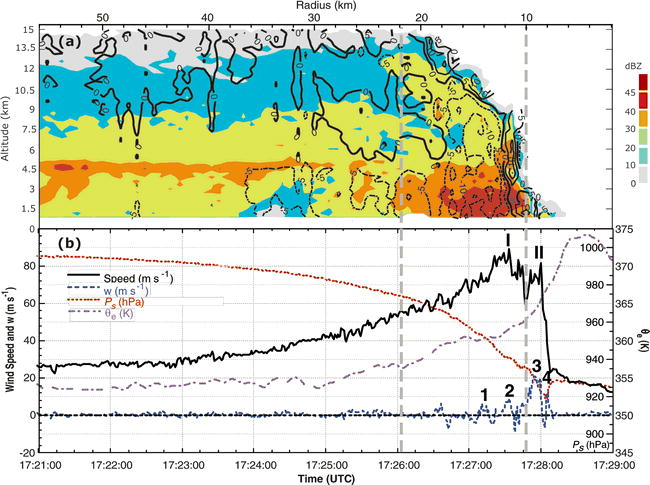 Radius (km)
50 40 30 20 10
15
13.5
12
10.5
9
7.5
6
4.5
3
1.5
Altitude (km)
(a)
dBZ
45
40
30
20
10
0
(b)
0
80
60
40
20
0
-20
Wind Speed and w (m s⁻¹)
Speed (m s⁻¹)
w (m s⁻¹)
Pₛ (hPa)
θₑ (K)
I II
1 2 3 4
1000
980
960
940
920
900
Pₛ (hPa)
375
370
365
360
355
350
345
θₑ (K)
17:21:00 17:22:00 17:23:00 17:24:00 17:25:00 17:26:00 17:27:00 17:28:00 17:29:00
Time (UTC)